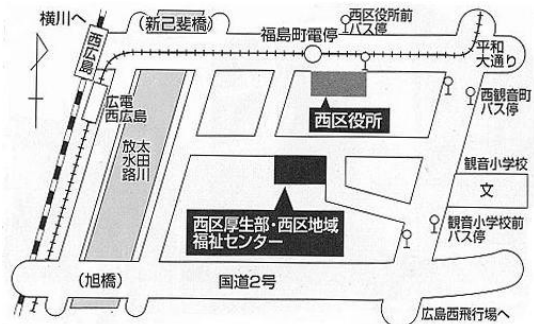 横川へ
(新己斐橋)
福島町電停
西区役所前
バス停
平和
大通り
西広島
広電
西広島
西区役所
西観音町
バス停
太田川
放水路
観音小学校
文
西区厚生部・西区地域
福祉センター
観音小学校前
バス停
(旭橋)
国道2号
広島西飛行場へ